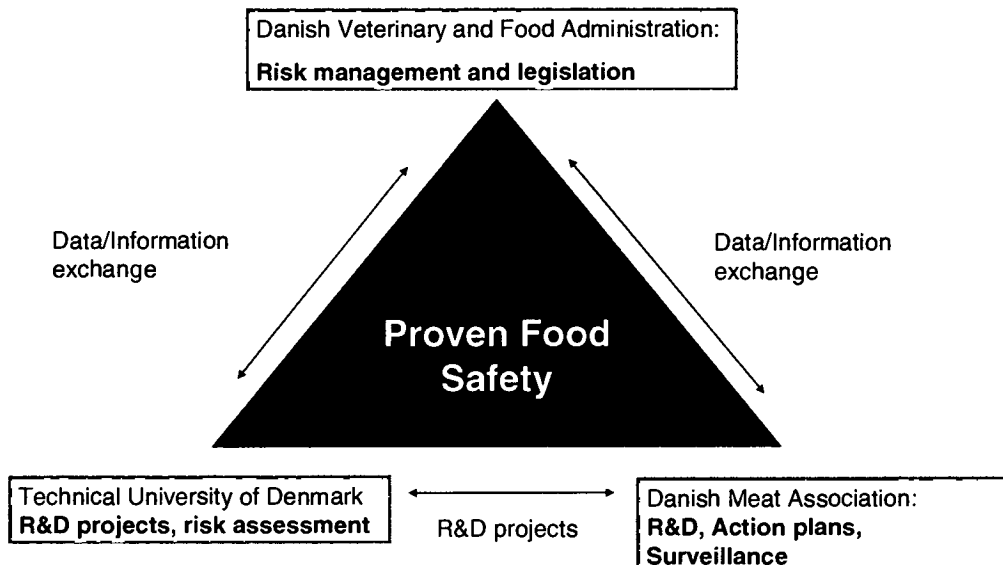 Danish Veterinary and Food Administration:
Risk management and legislation
Data/Information
exchange
Data/Information
exchange
Proven Food
Safety
Technical University of Denmark
R&D projects, risk assessment
R&D projects
Danish Meat Association:
R&D, Action plans,
Surveillance